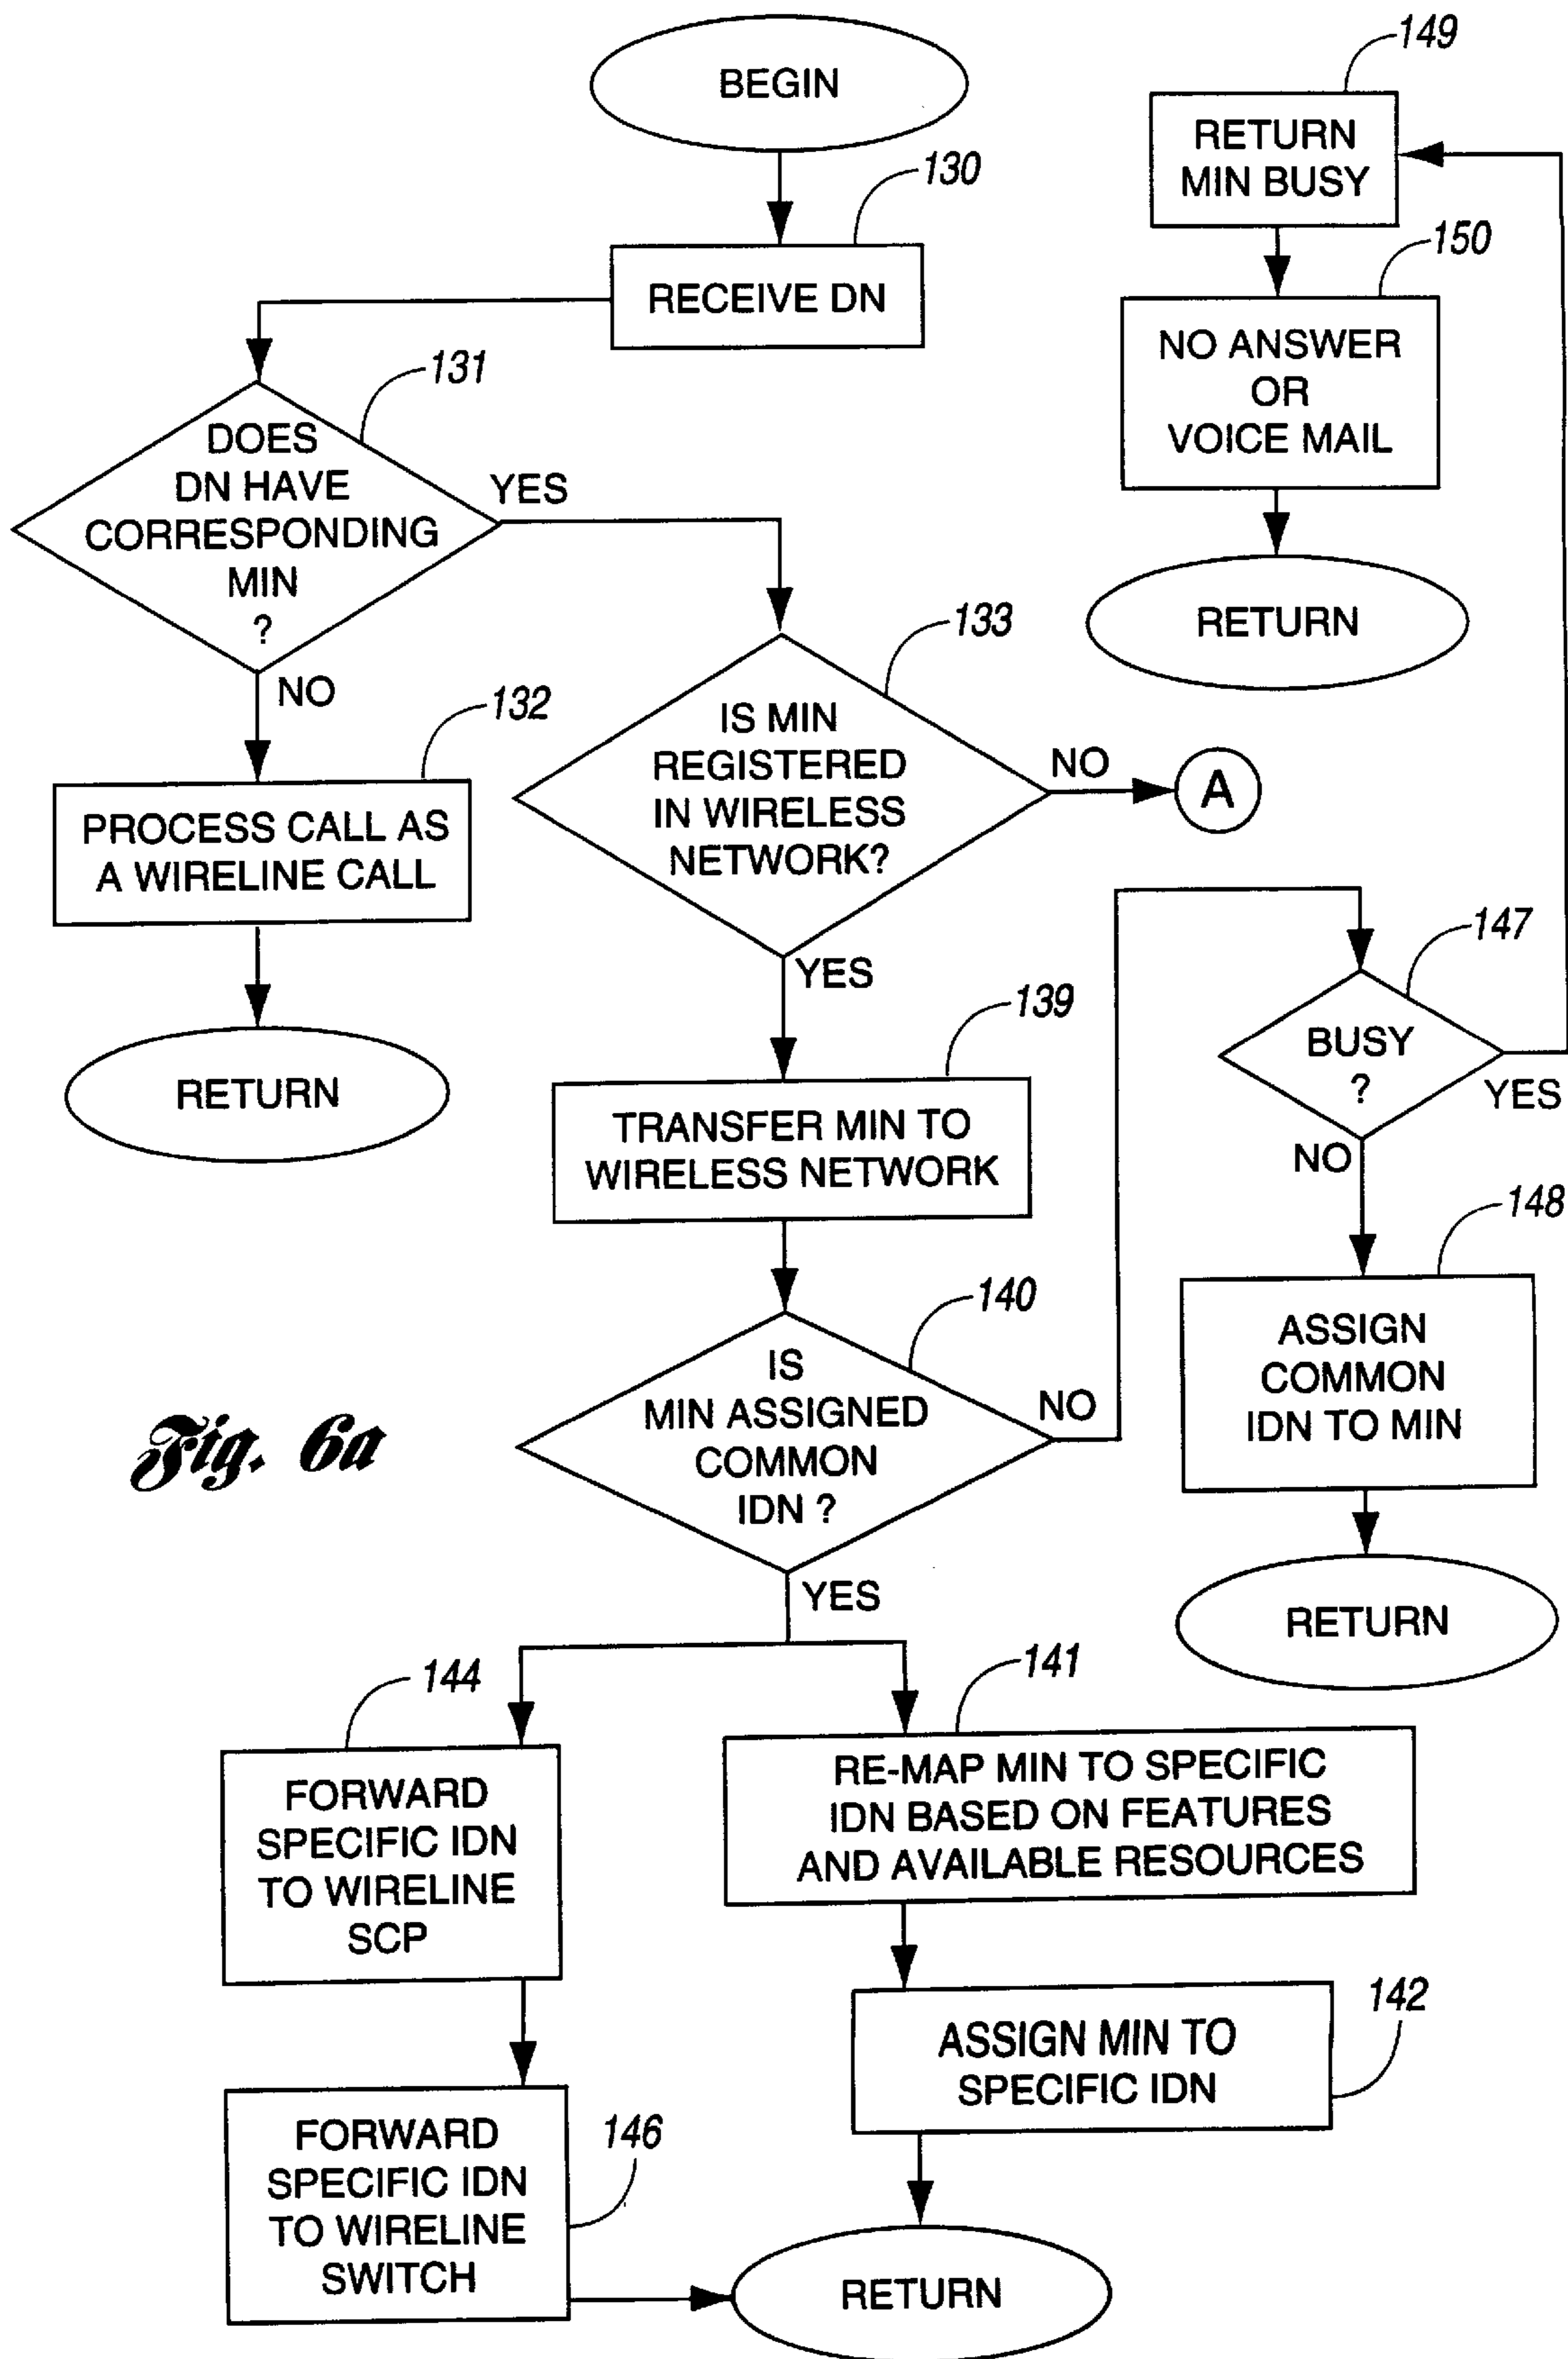 BEGIN
130
RECEIVE DN
131
DOES
DN HAVE
CORRESPONDING
MIN
?
YES
NO
132
PROCESS CALL AS
A WIRELINE CALL
RETURN
133
IS MIN
REGISTERED
IN WIRELESS
NETWORK?
NO
A
YES
139
TRANSFER MIN TO
WIRELESS NETWORK
140
IS
MIN ASSIGNED
COMMON
IDN ?
NO
YES
144
FORWARD
SPECIFIC IDN
TO WIRELINE
SCP
146
FORWARD
SPECIFIC IDN
TO WIRELINE
SWITCH
141
RE-MAP MIN TO SPECIFIC
IDN BASED ON FEATURES
AND AVAILABLE RESOURCES
142
ASSIGN MIN TO
SPECIFIC IDN
RETURN
147
BUSY
?
YES
NO
148
ASSIGN
COMMON
IDN TO MIN
RETURN
149
RETURN
MIN BUSY
150
NO ANSWER
OR
VOICE MAIL
RETURN
Fig. 6a